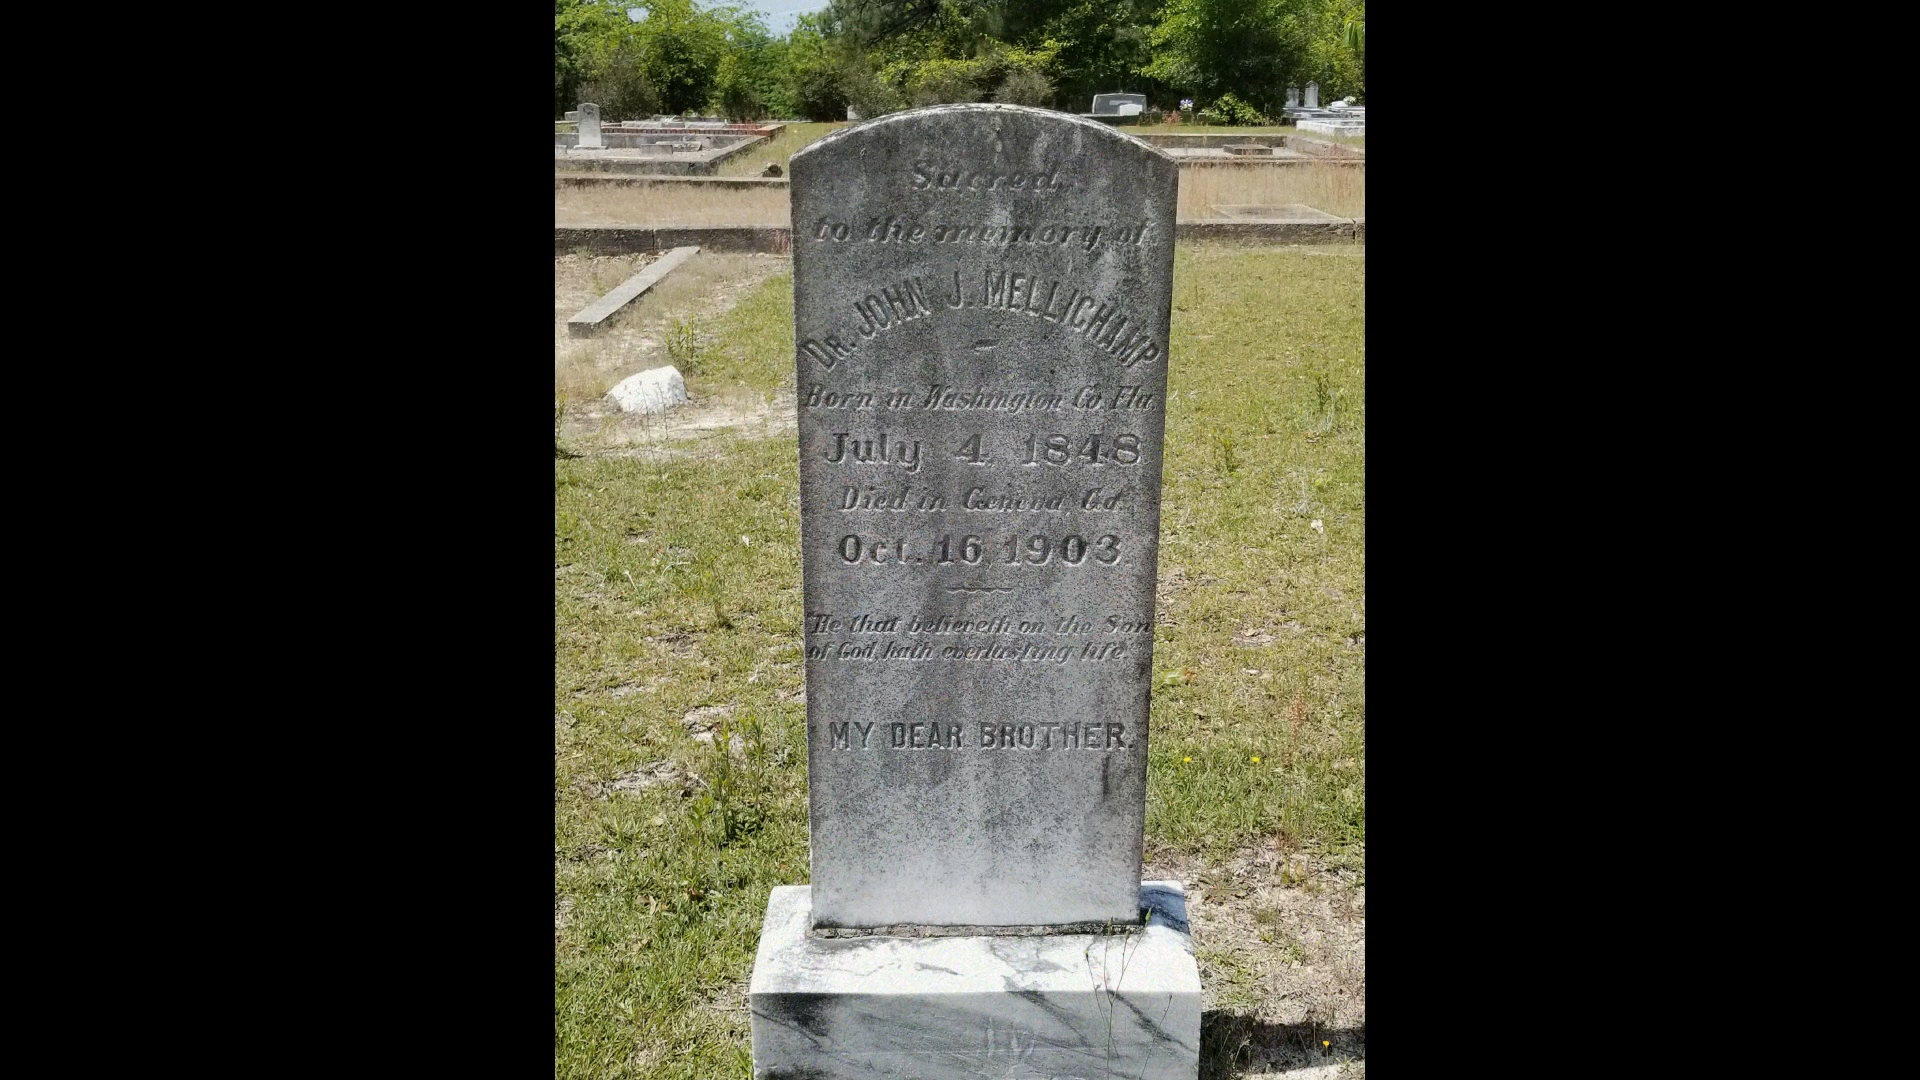 Sacred
to the memory of
DR. JOHN J. MELLICHAMP
Born in Washington Co. Fla.
July 4, 1848
Died in Geneva, Ga.
Oct. 16, 1903.
"He that believeth on the Son
of God, hath everlasting life."
MY DEAR BROTHER.